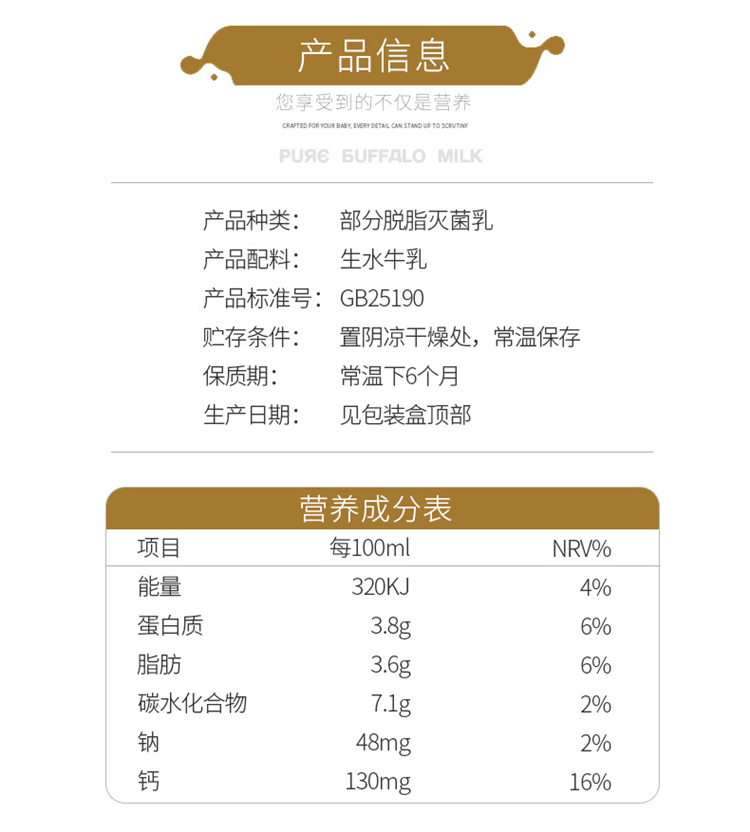 产品信息
您享受到的不仅是营养
CRAFTED FOR YOUR BABY, EVERY DETAIL CAN STAND UP TO SCRUTINY
PUЯE БUFFALO MILK
产品种类： 部分脱脂灭菌乳
产品配料： 生水牛乳
产品标准号： GB25190
贮存条件： 置阴凉干燥处，常温保存
保质期： 常温下6个月
生产日期： 见包装盒顶部
营养成分表
项目 每100ml NRV%
能量 320KJ 4%
蛋白质 3.8g 6%
脂肪 3.6g 6%
碳水化合物 7.1g 2%
钠 48mg 2%
钙 130mg 16%